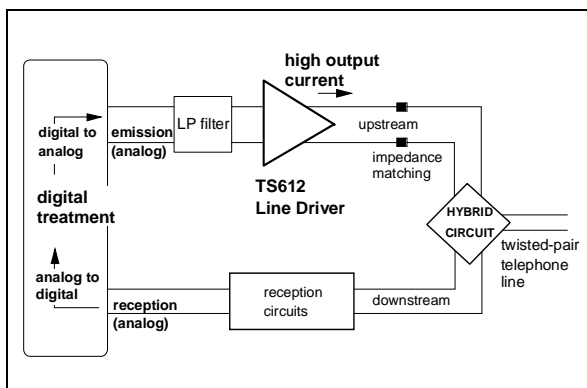 high output
current
digital to
analog
emission
(analog)
LP filter
upstream
impedance
matching
TS612
Line Driver
digital
treatment
HYBRID
CIRCUIT
twisted-pair
telephone
line
analog to
digital
reception
(analog)
reception
circuits
downstream